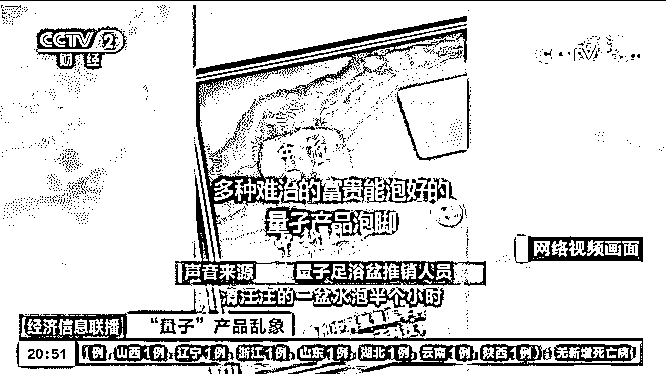 CCTV 2
财 经
多种难治的富贵能泡好的
量子产品泡脚
网络视频画面
声音来源 量子足浴盆推销人员
清汪汪的一盆水泡半个小时
经济信息联播 “量子”产品乱象
20:51 1例，山西1例，辽宁1例，浙江1例，山东1例，湖北1例，云南1例，陕西1例）；无新增死亡病